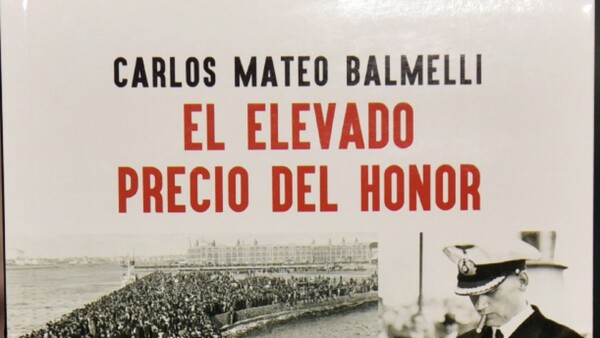 CARLOS MATEO BALMELLI
EL ELEVADO
PRECIO DEL HONOR